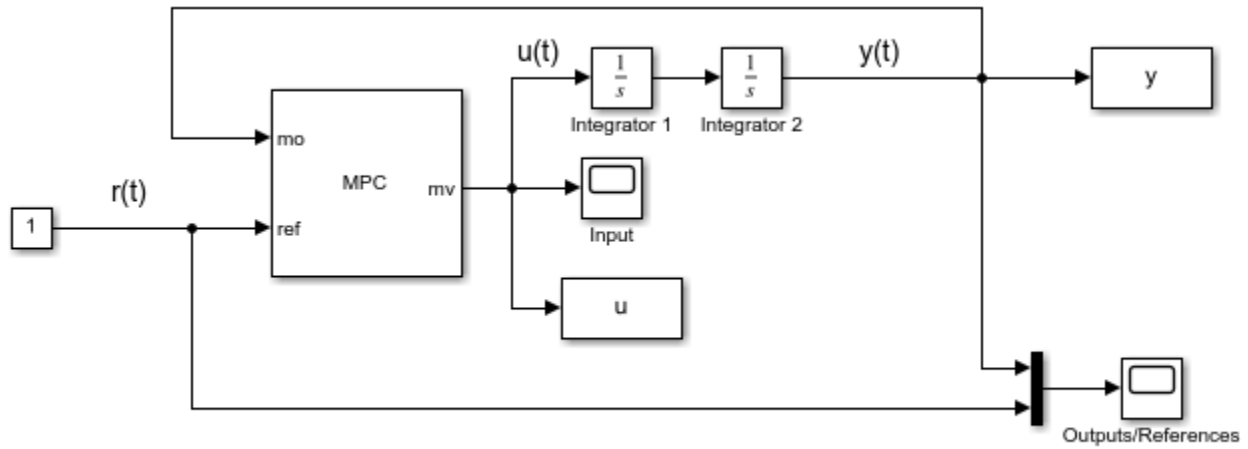 u(t)
1
s
Integrator 1
1
s
Integrator 2
y(t)
y
mo
MPC
mv
ref
r(t)
1
Input
u
Outputs/References